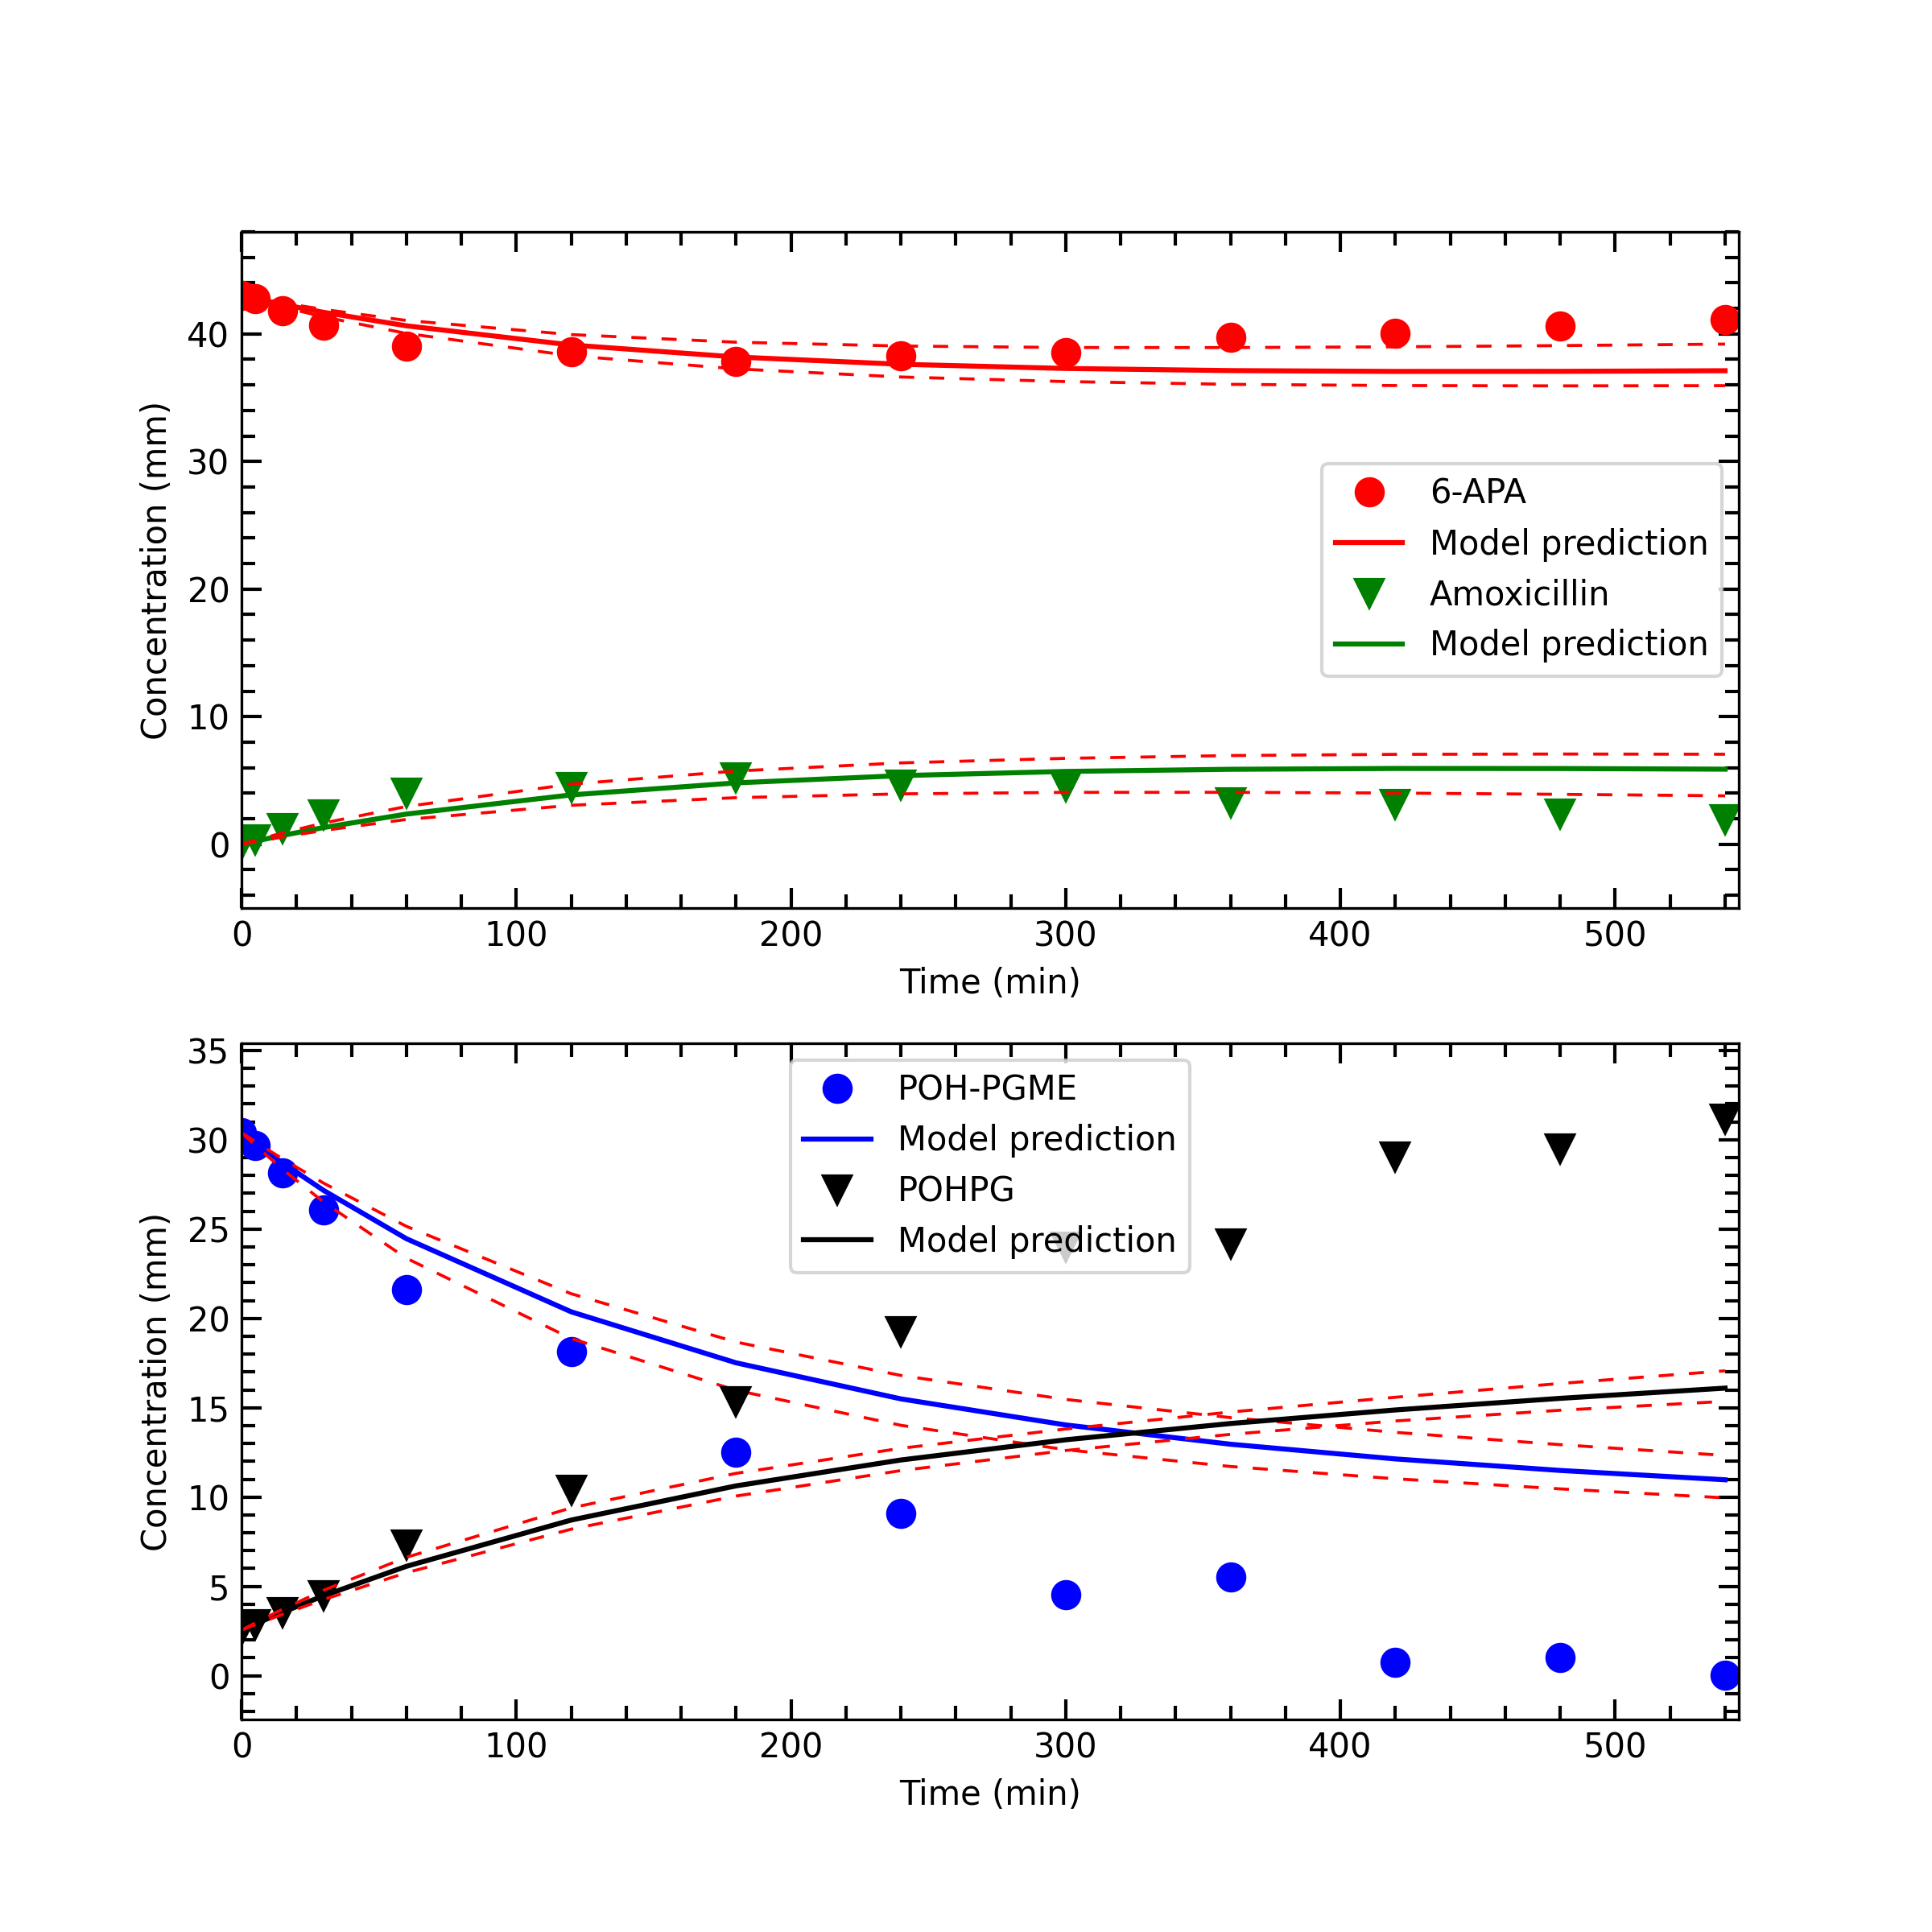 Concentration (mm)
40
30
20
10
0
6-APA
Model prediction
Amoxicillin
Model prediction
0 100 200 300 400 500
Time (min)
Concentration (mm)
35
30
25
20
15
10
5
0
POH-PGME
Model prediction
POHPG
Model prediction
0 100 200 300 400 500
Time (min)